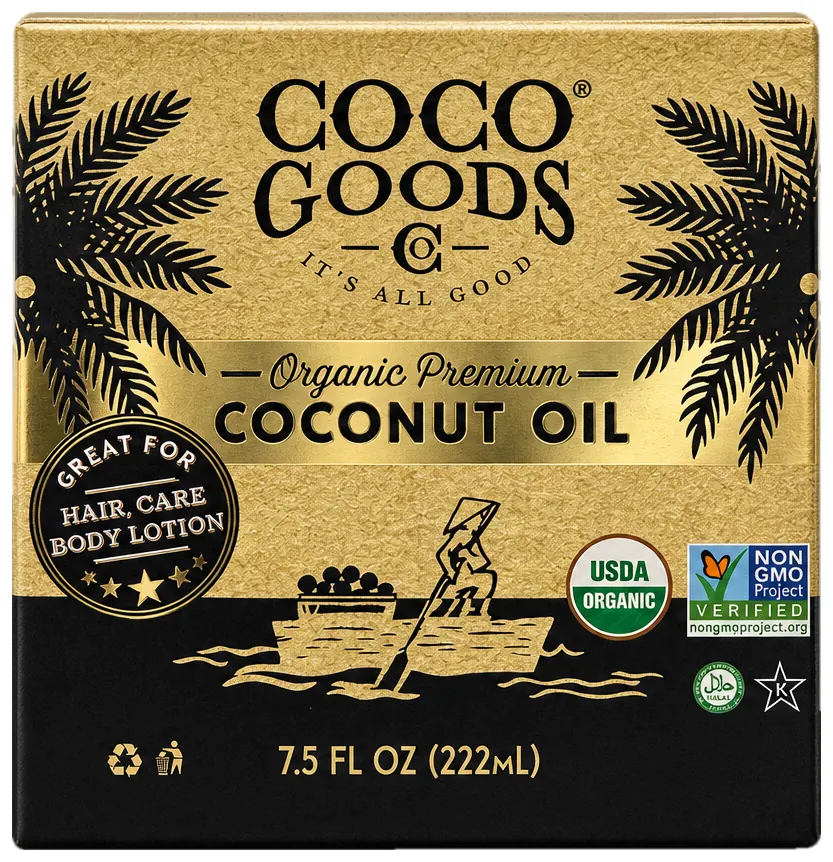 COCO®
GOODS
CO
IT'S ALL GOOD
Organic Premium
COCONUT OIL
GREAT FOR
HAIR, CARE
BODY LOTION
USDA
ORGANIC
NON
GMO
Project
VERIFIED
nongmoproject.org
حلال
HALAL
K
7.5 FL OZ (222mL)